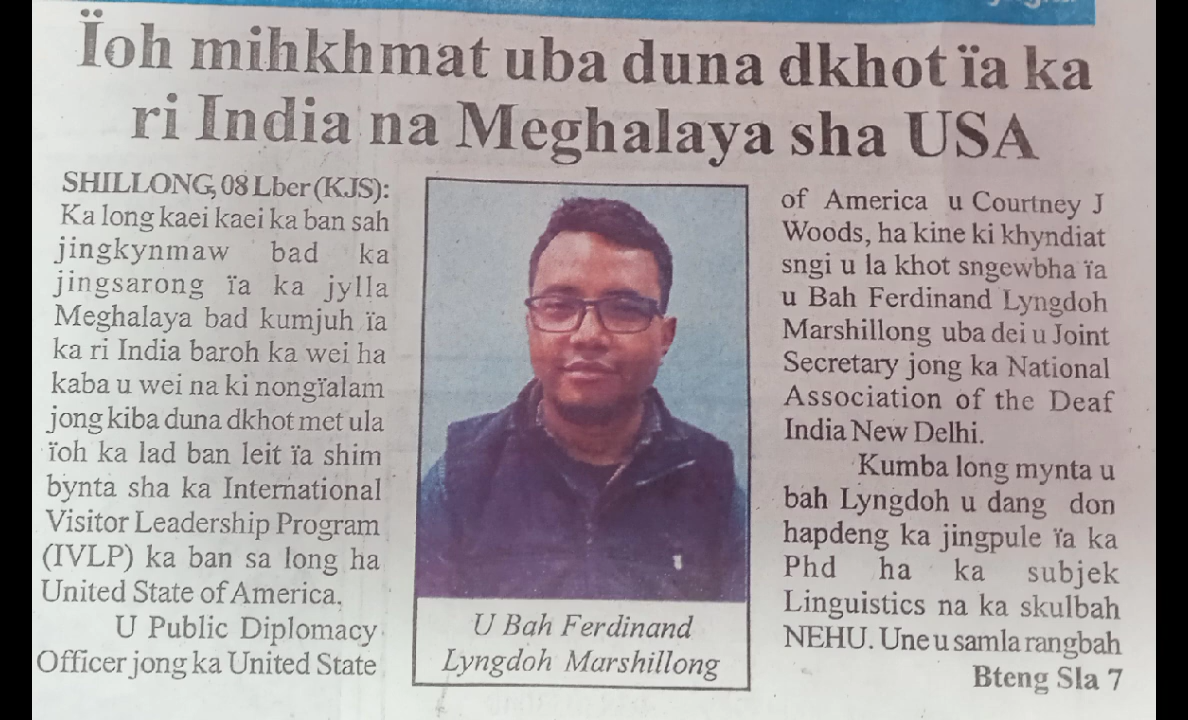 Ïoh mihkhmat uba duna dkhot ïa ka
ri India na Meghalaya sha USA
SHILLONG, 08 Lber (KJS):
Ka long kaei kaei ka ban sah
jingkynmaw bad ka
jingsarong ïa ka jylla
Meghalaya bad kumjuh ïa
ka ri India baroh ka wei ha
kaba u wei na ki nongïalam
jong kiba duna dkhot met ula
ïoh ka lad ban leit ïa shim
bynta sha ka International
Visitor Leadership Program
(IVLP) ka ban sa long ha
United State of America.
U Public Diplomacy
Officer jong ka United State
U Bah Ferdinand
Lyngdoh Marshillong
of America u Courtney J
Woods, ha kine ki khyndiat
sngi u la khot sngewbha ïa
u Bah Ferdinand Lyngdoh
Marshillong uba dei u Joint
Secretary jong ka National
Association of the Deaf
India New Delhi.
Kumba long mynta u
bah Lyngdoh u dang don
hapdeng ka jingpule ïa ka
Phd ha ka subjek
Linguistics na ka skulbah
NEHU. Une u samla rangbah
Bteng Sla 7